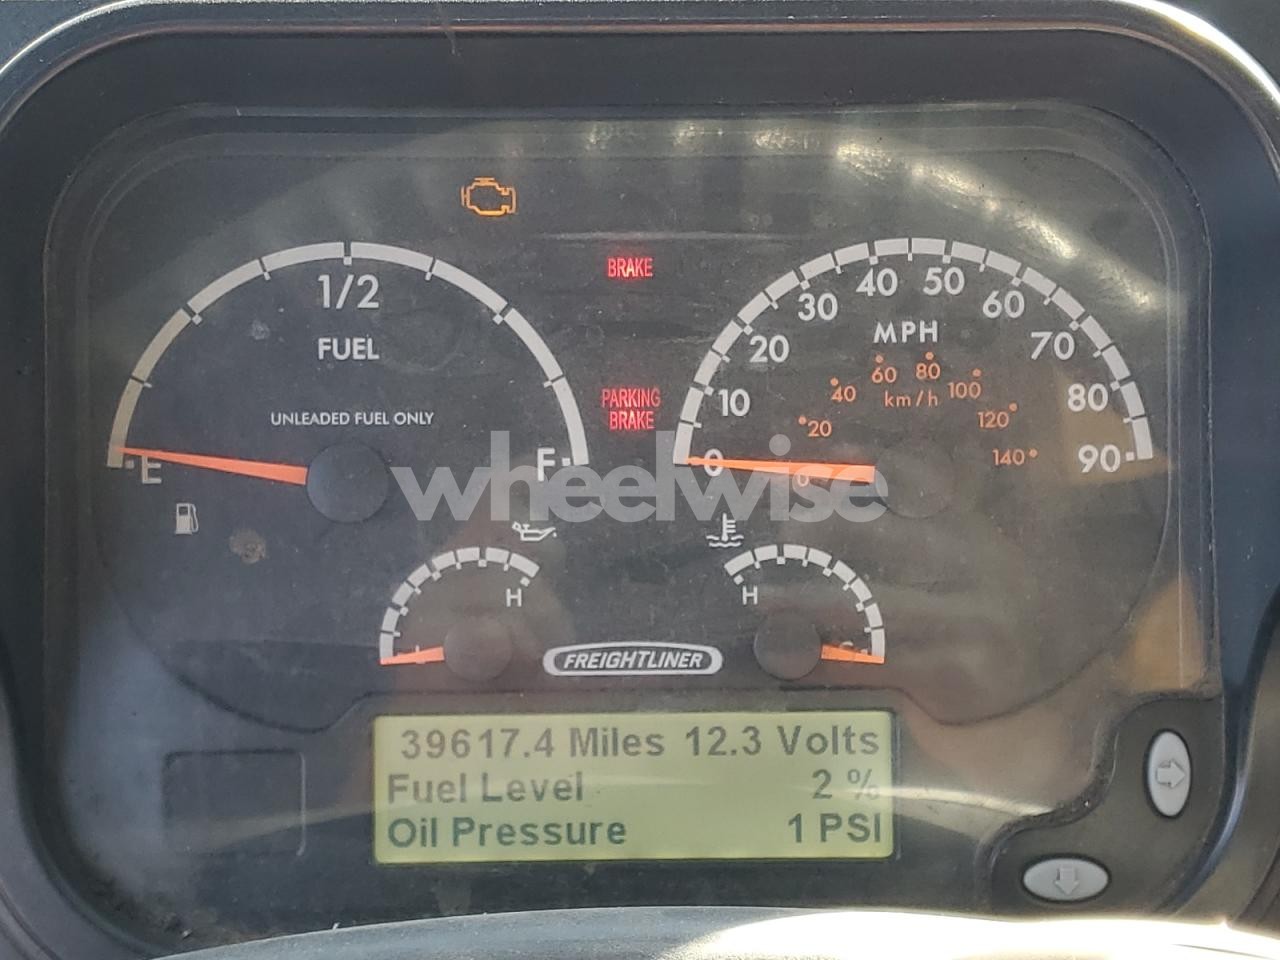 1/2
FUEL
UNLEADED FUEL ONLY
E
F
BRAKE
PARKING
BRAKE
0 10 20 30 40 50 60 70 80 90
MPH
km/h
0 20 40 60 80 100 120 140
wheelwise
H
H
C
FREIGHTLINER
39617.4 Miles 12.3 Volts
Fuel Level 2 %
Oil Pressure 1 PSI